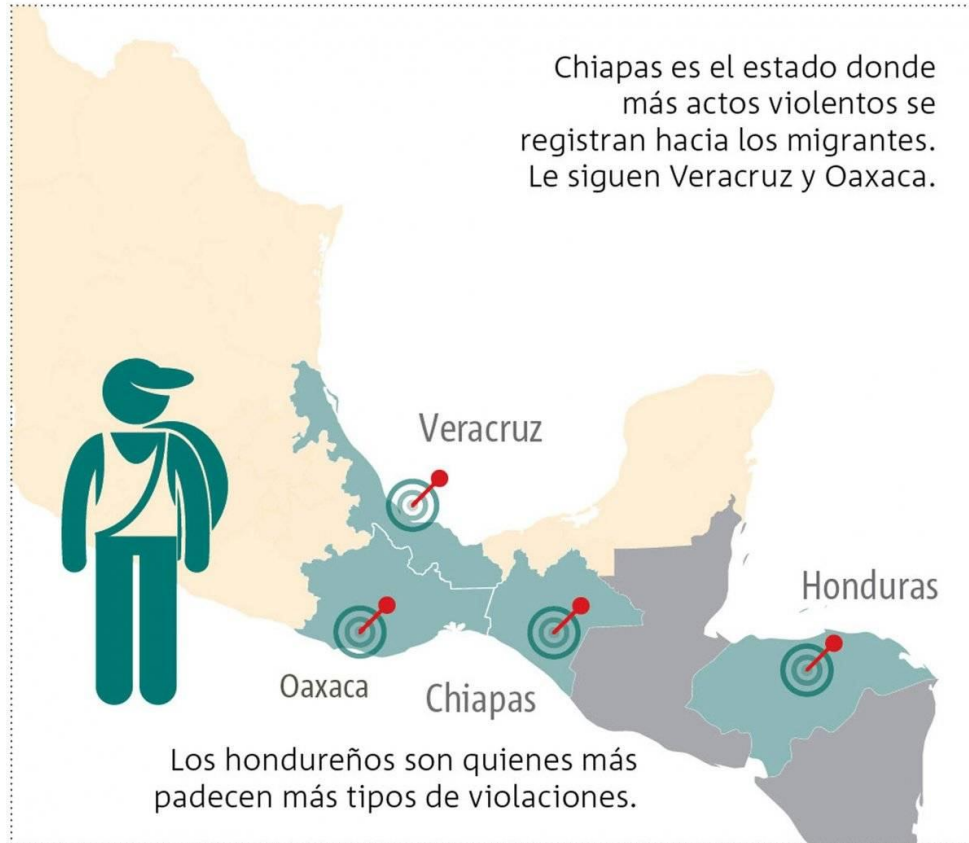 Chiapas es el estado donde
más actos violentos se
registran hacia los migrantes.
Le siguen Veracruz y Oaxaca.
Veracruz
Honduras
Oaxaca
Chiapas
Los hondureños son quienes más
padecen más tipos de violaciones.